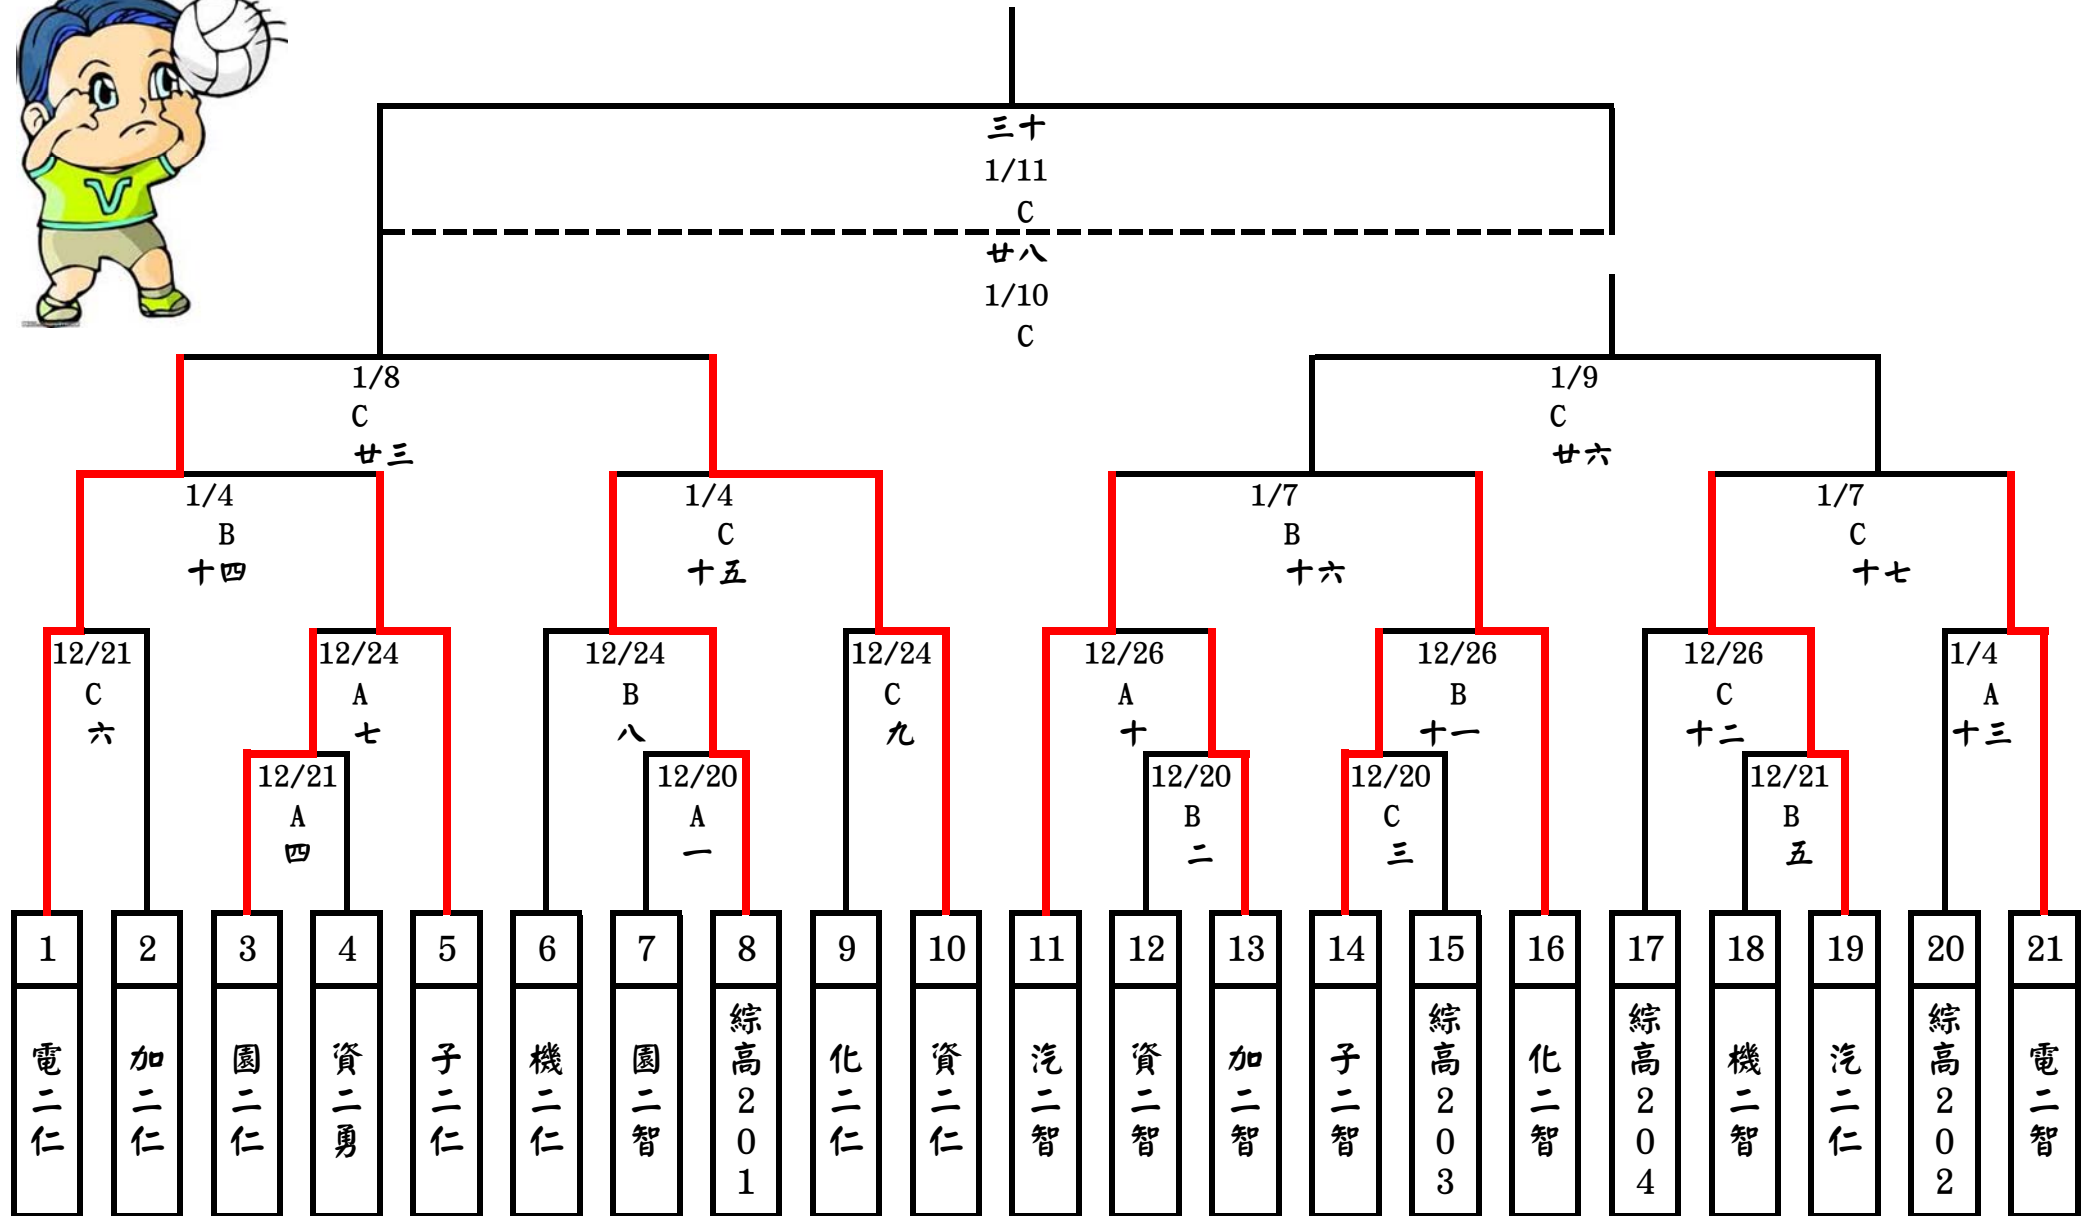 三十
1/11
C
廿八
1/10
C
1/8
C
廿三
1/9
C
廿六
1/4
B
十四
1/4
C
十五
1/7
B
十六
1/7
C
十七
12/21
C
六
12/24
A
七
12/24
B
八
12/24
C
九
12/26
A
十
12/26
B
十一
12/26
C
十二
1/4
A
十三
12/21
A
四
12/20
A
一
12/20
B
二
12/20
C
三
12/21
B
五
1 2 3 4 5 6 7 8 9 10 11 12 13 14 15 16 17 18 19 20 21
電二仁
加二仁
園二仁
資二勇
子二仁
機二仁
園二智
綜高201
化二仁
資二仁
汽二智
資二智
加二智
子二智
綜高203
化二智
綜高204
機二智
汽二仁
綜高202
電二智